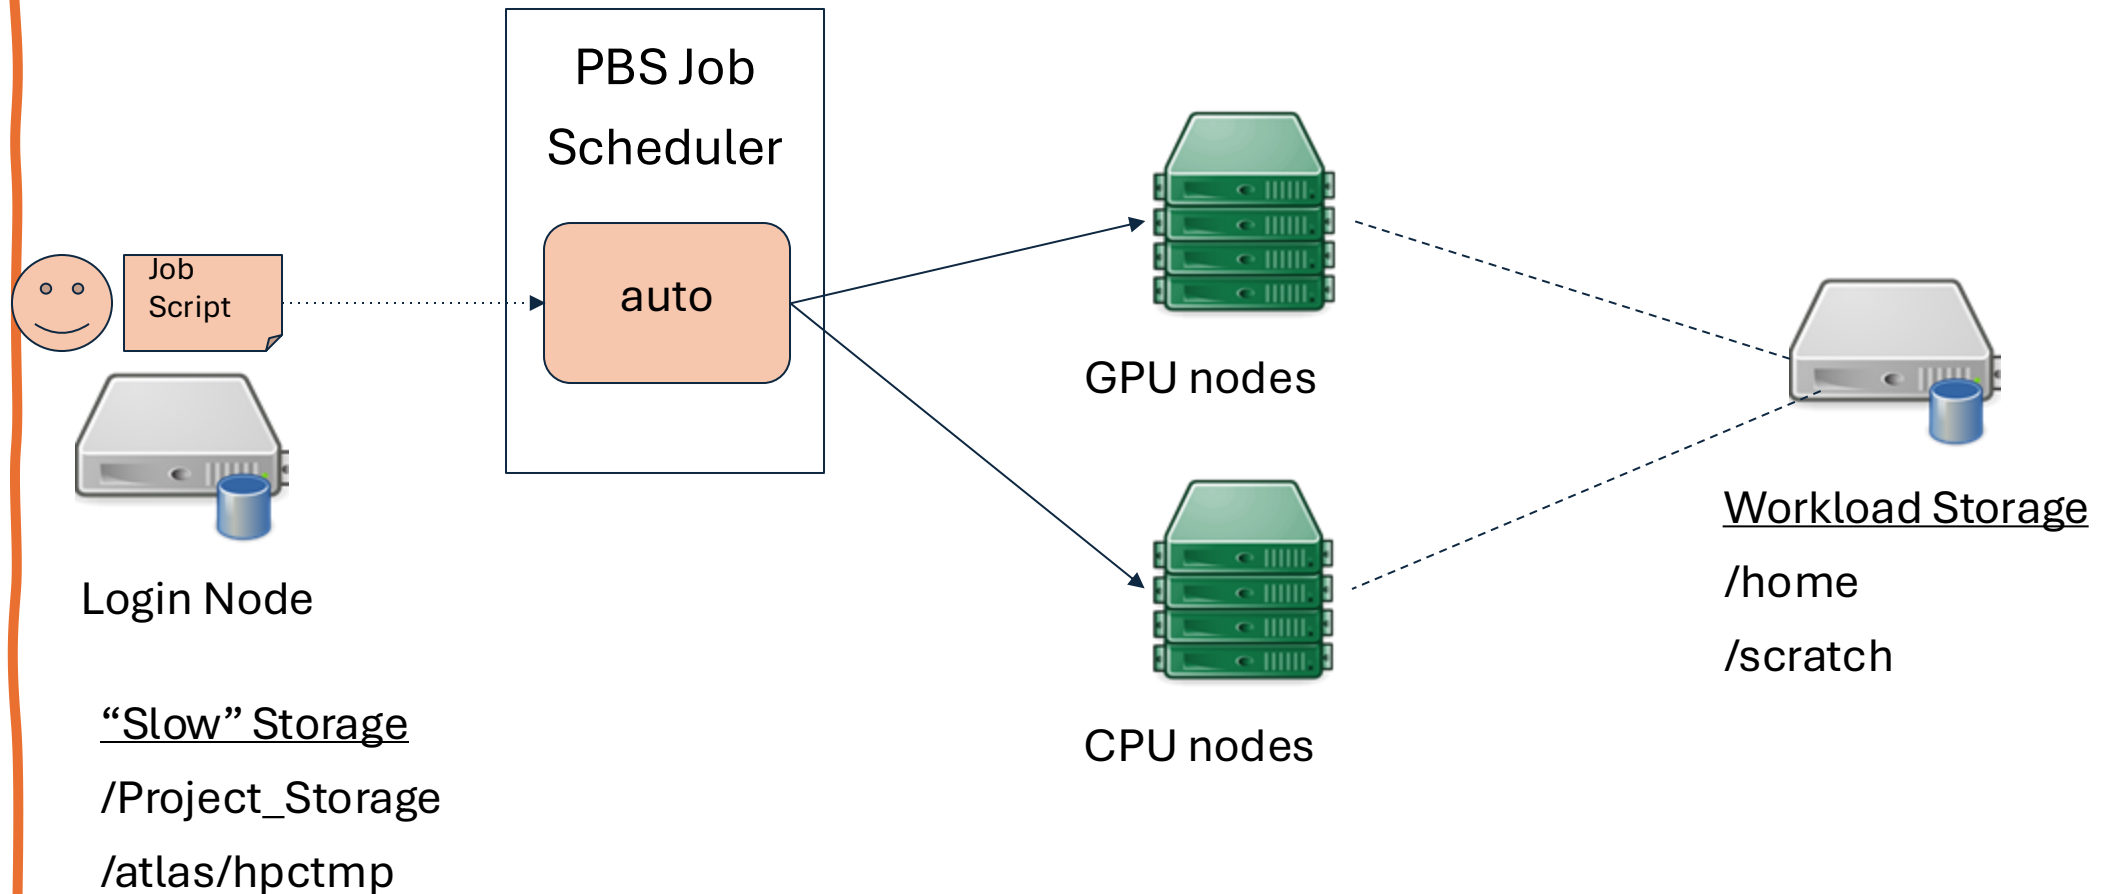 PBS Job
Scheduler
auto
Job
Script
Login Node
“Slow” Storage
/Project_Storage
/atlas/hpctmp
GPU nodes
CPU nodes
Workload Storage
/home
/scratch